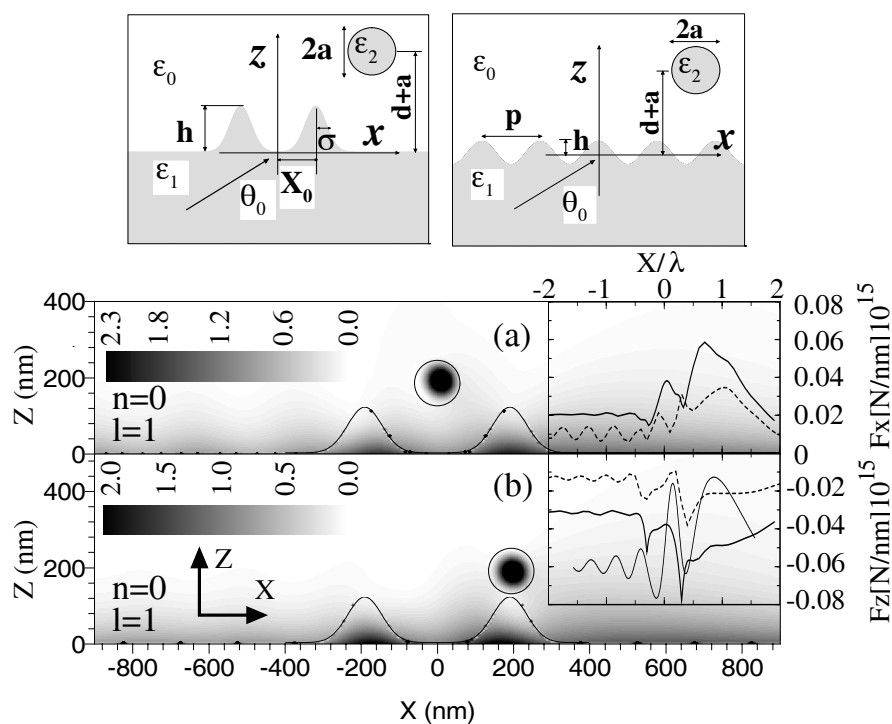 z
ε0
2a
ε2
d+a
h
σ
x
ε1
X0
θ0
ε0
z
2a
ε2
d+a
p
h
x
ε1
θ0
X/λ
-2 -1 0 1 2
400
200
0
Z (nm)
2.3 1.8 1.2 0.6 0.0
(a)
n=0
l=1
0.08
0.06
0.04
0.02
0
Fx[N/nm]10^15
400
200
0
Z (nm)
2.0 1.5 1.0 0.5 0.0
(b)
n=0
l=1
Z
X
-0.02
-0.04
-0.06
-0.08
Fz[N/nm]10^15
-800 -600 -400 -200 0 200 400 600 800
X (nm)